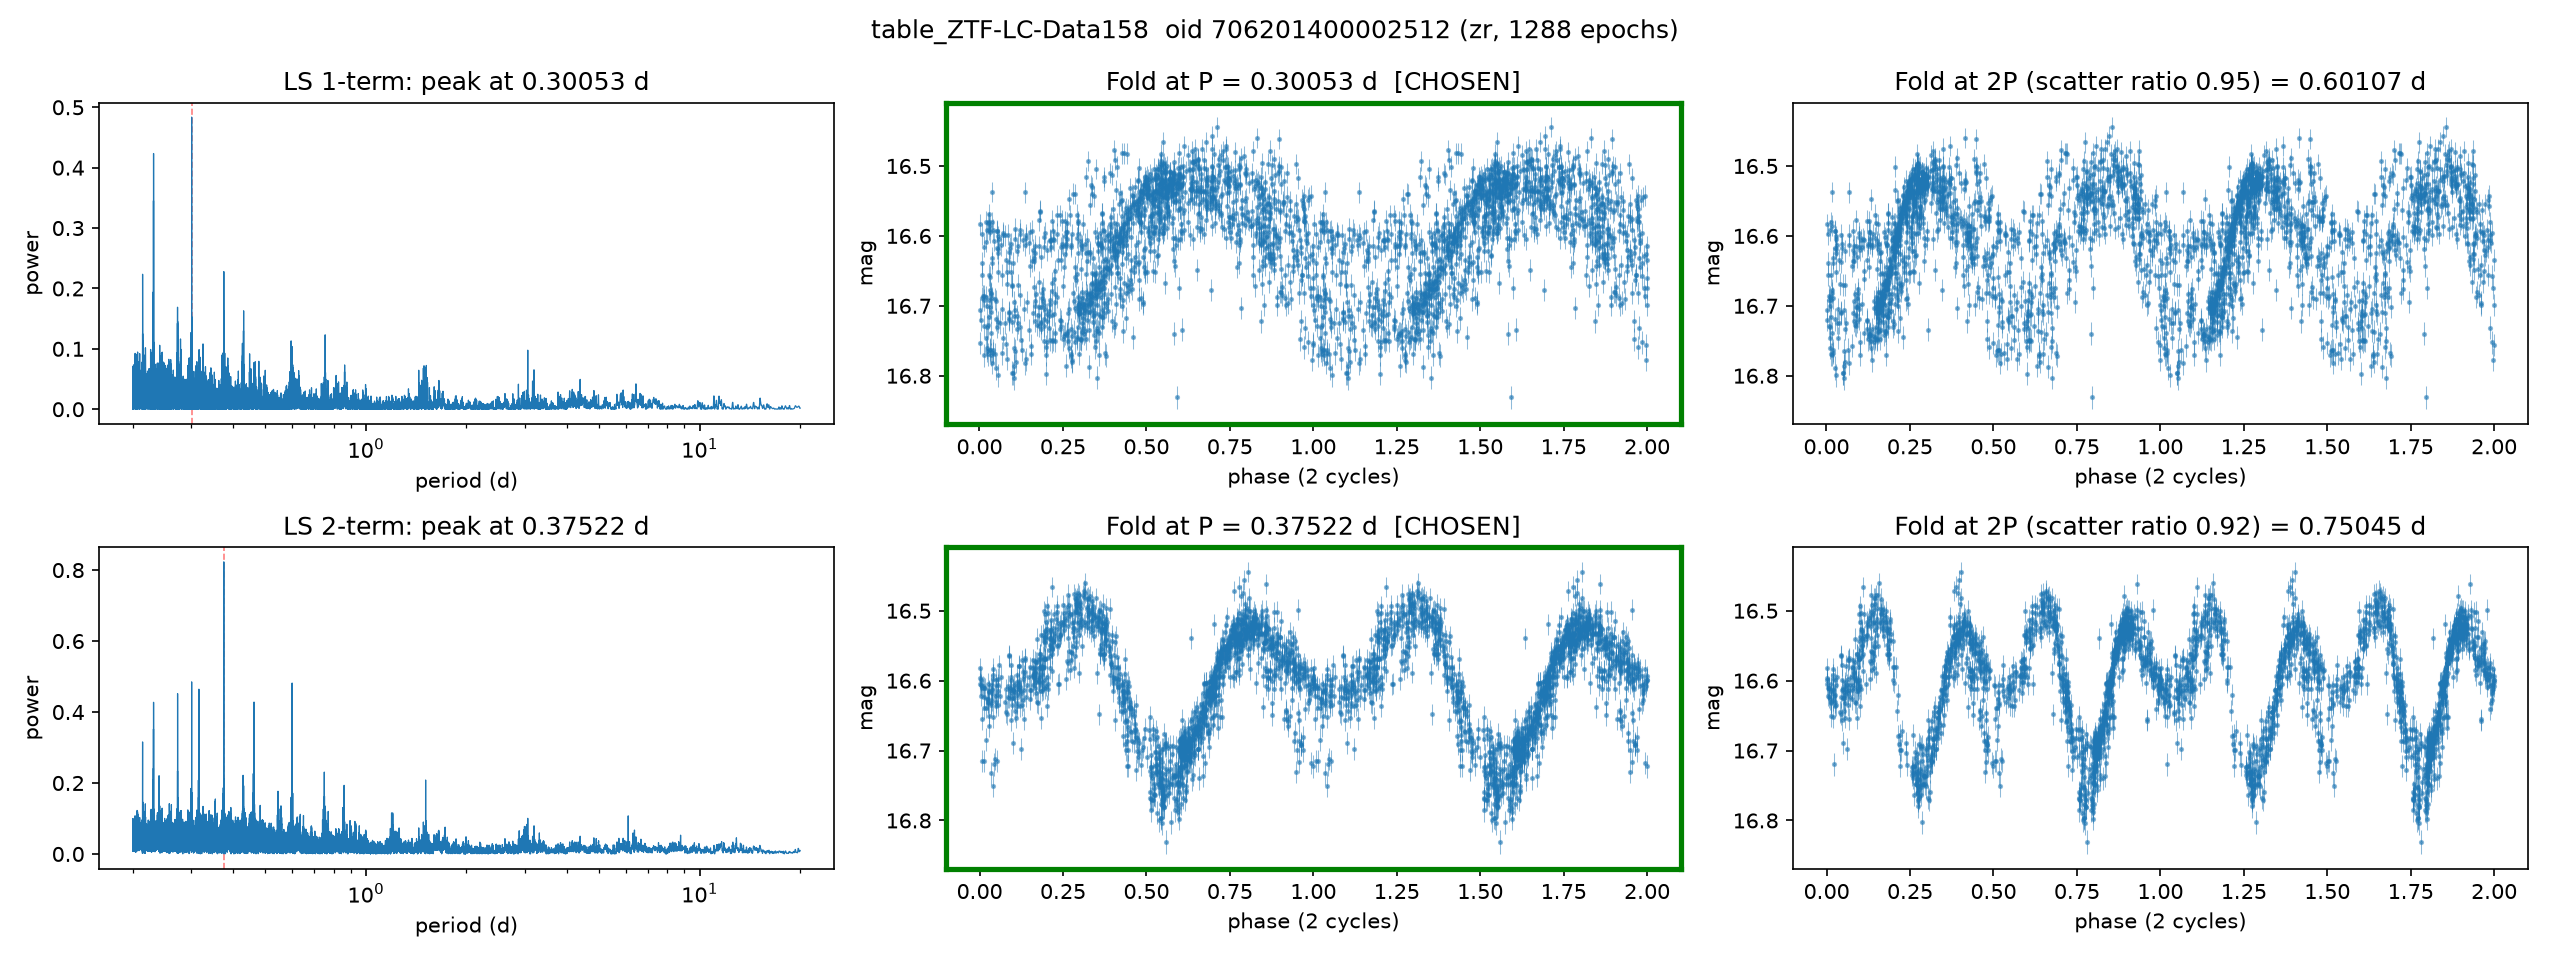 table_ZTF-LC-Data158  oid 706201400002512 (zr, 1288 epochs)
LS 1-term: peak at 0.30053 d
power
0.5
0.4
0.3
0.2
0.1
0.0
10^0
10^1
period (d)
Fold at P = 0.30053 d  [CHOSEN]
mag
16.5
16.6
16.7
16.8
0.00 0.25 0.50 0.75 1.00 1.25 1.50 1.75 2.00
phase (2 cycles)
Fold at 2P (scatter ratio 0.95) = 0.60107 d
mag
16.5
16.6
16.7
16.8
0.00 0.25 0.50 0.75 1.00 1.25 1.50 1.75 2.00
phase (2 cycles)
LS 2-term: peak at 0.37522 d
power
0.8
0.6
0.4
0.2
0.0
10^0
10^1
period (d)
Fold at P = 0.37522 d  [CHOSEN]
mag
16.5
16.6
16.7
16.8
0.00 0.25 0.50 0.75 1.00 1.25 1.50 1.75 2.00
phase (2 cycles)
Fold at 2P (scatter ratio 0.92) = 0.75045 d
mag
16.5
16.6
16.7
16.8
0.00 0.25 0.50 0.75 1.00 1.25 1.50 1.75 2.00
phase (2 cycles)